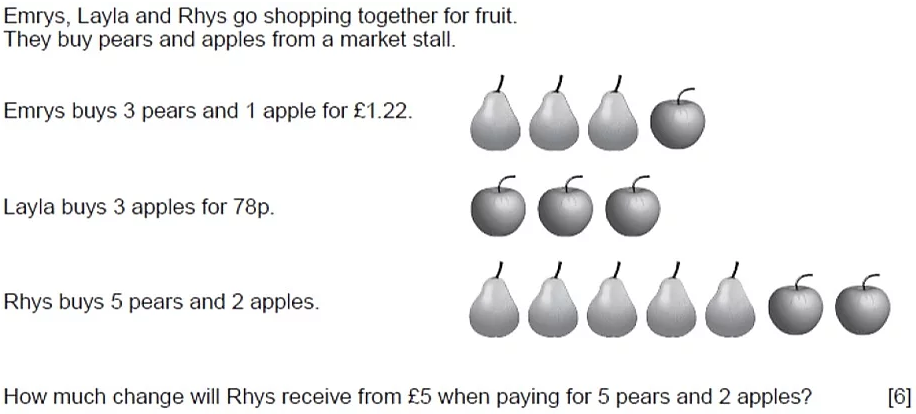 Emrys, Layla and Rhys go shopping together for fruit.
They buy pears and apples from a market stall.
Emrys buys 3 pears and 1 apple for £1.22.
Layla buys 3 apples for 78p.
Rhys buys 5 pears and 2 apples.
How much change will Rhys receive from £5 when paying for 5 pears and 2 apples? [6]